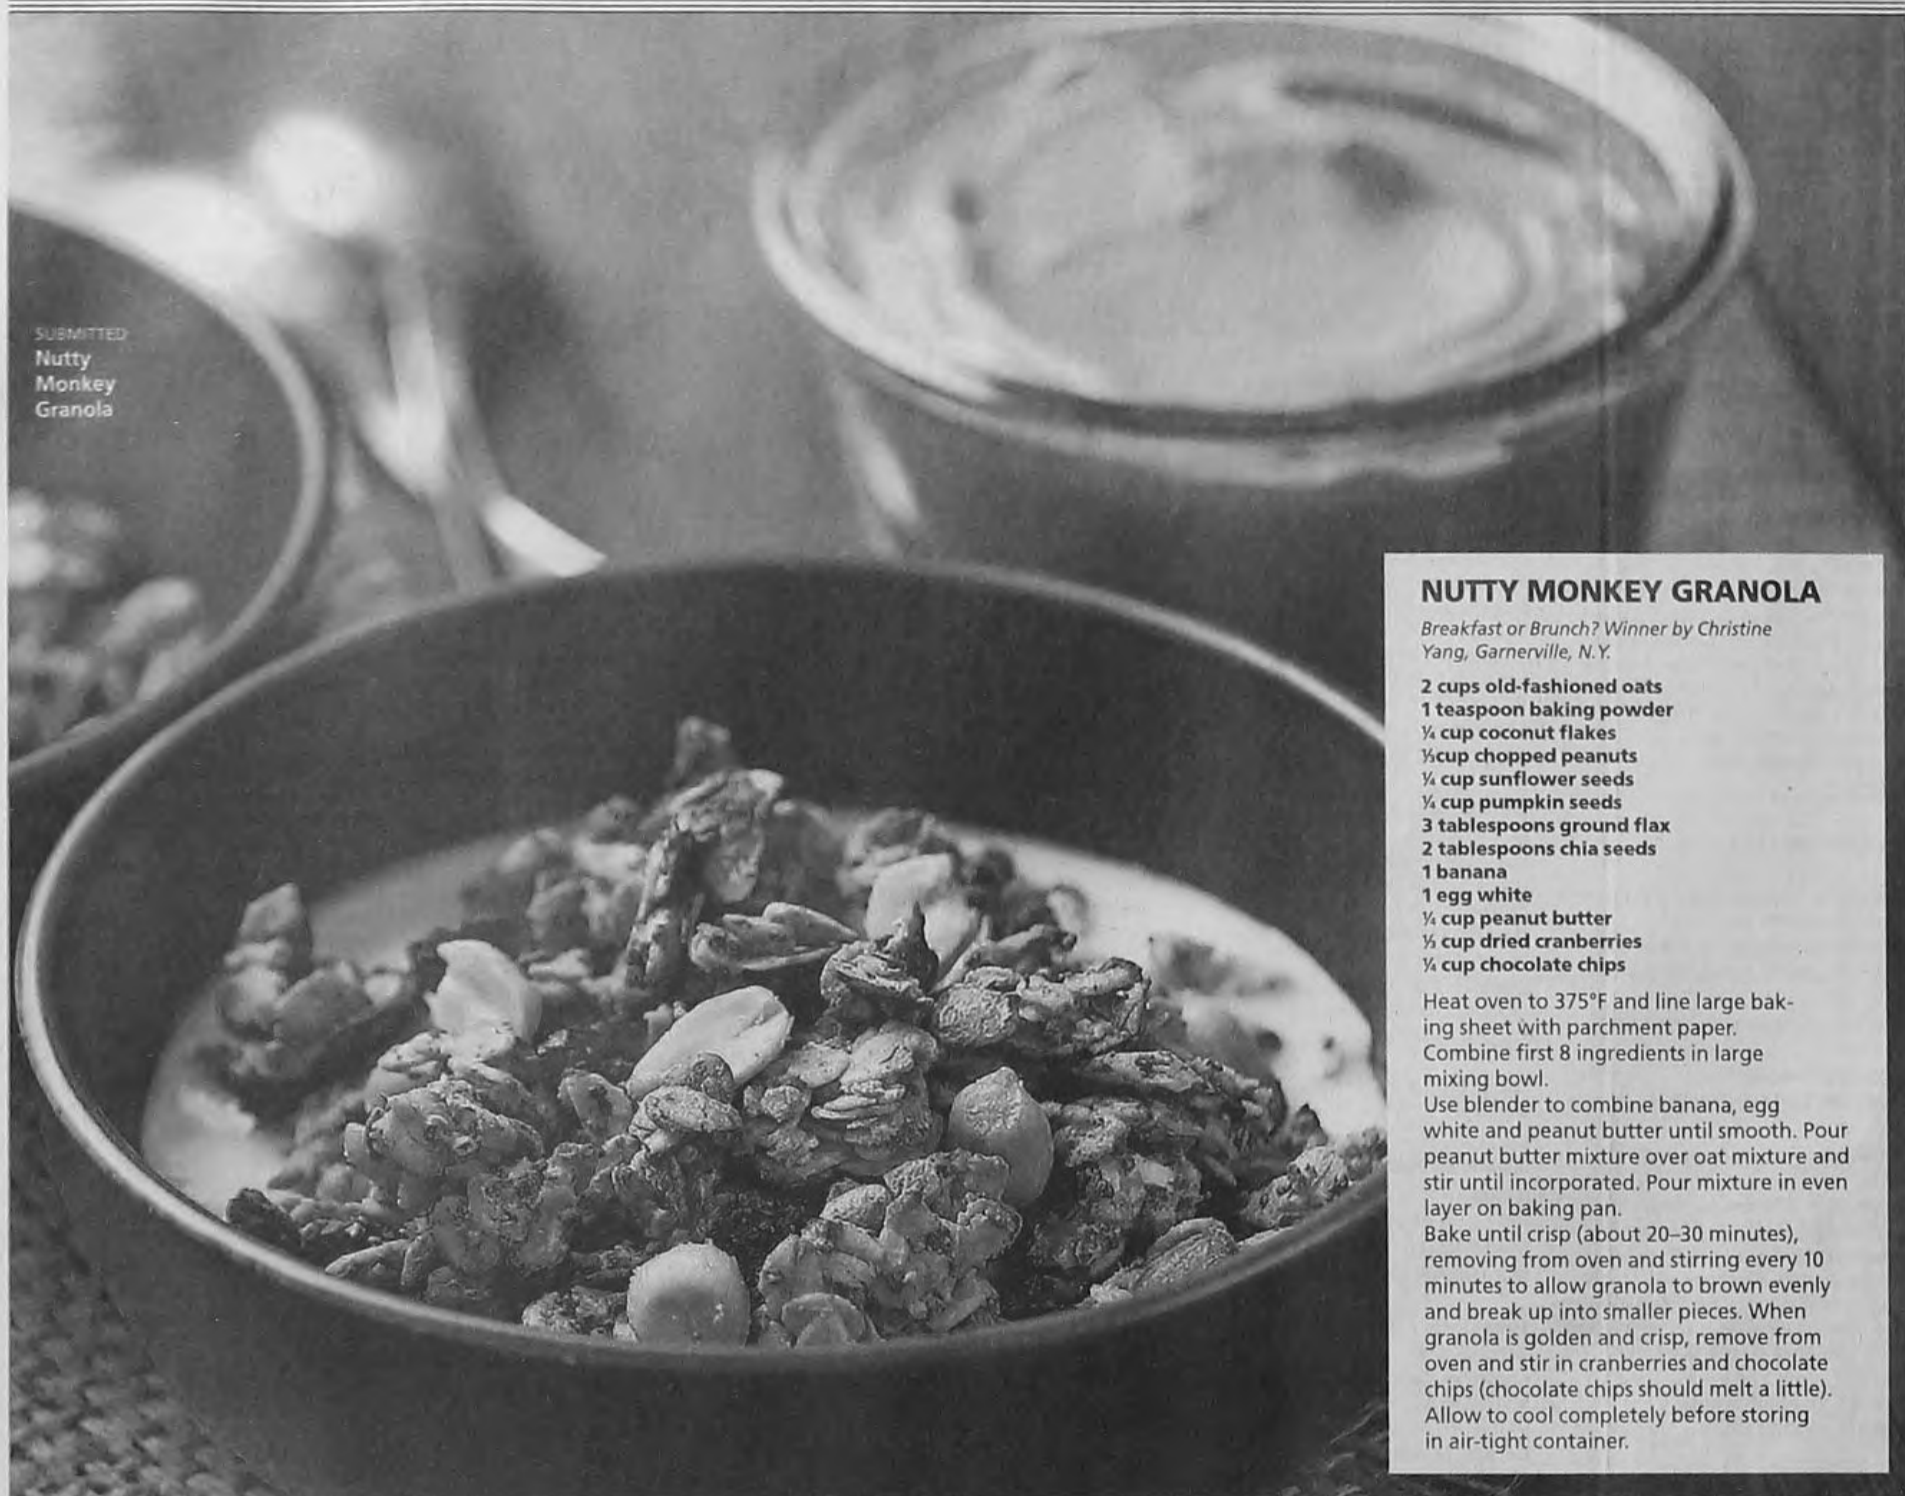 SUBMITTED
Nutty
Monkey
Granola
NUTTY MONKEY GRANOLA
Breakfast or Brunch? Winner by Christine
Yang, Garnerville, N.Y.
2 cups old-fashioned oats
1 teaspoon baking powder
¼ cup coconut flakes
⅓cup chopped peanuts
¼ cup sunflower seeds
¼ cup pumpkin seeds
3 tablespoons ground flax
2 tablespoons chia seeds
1 banana
1 egg white
¼ cup peanut butter
⅓ cup dried cranberries
¼ cup chocolate chips
Heat oven to 375°F and line large bak-
ing sheet with parchment paper.
Combine first 8 ingredients in large
mixing bowl.
Use blender to combine banana, egg
white and peanut butter until smooth. Pour
peanut butter mixture over oat mixture and
stir until incorporated. Pour mixture in even
layer on baking pan.
Bake until crisp (about 20–30 minutes),
removing from oven and stirring every 10
minutes to allow granola to brown evenly
and break up into smaller pieces. When
granola is golden and crisp, remove from
oven and stir in cranberries and chocolate
chips (chocolate chips should melt a little).
Allow to cool completely before storing
in air-tight container.